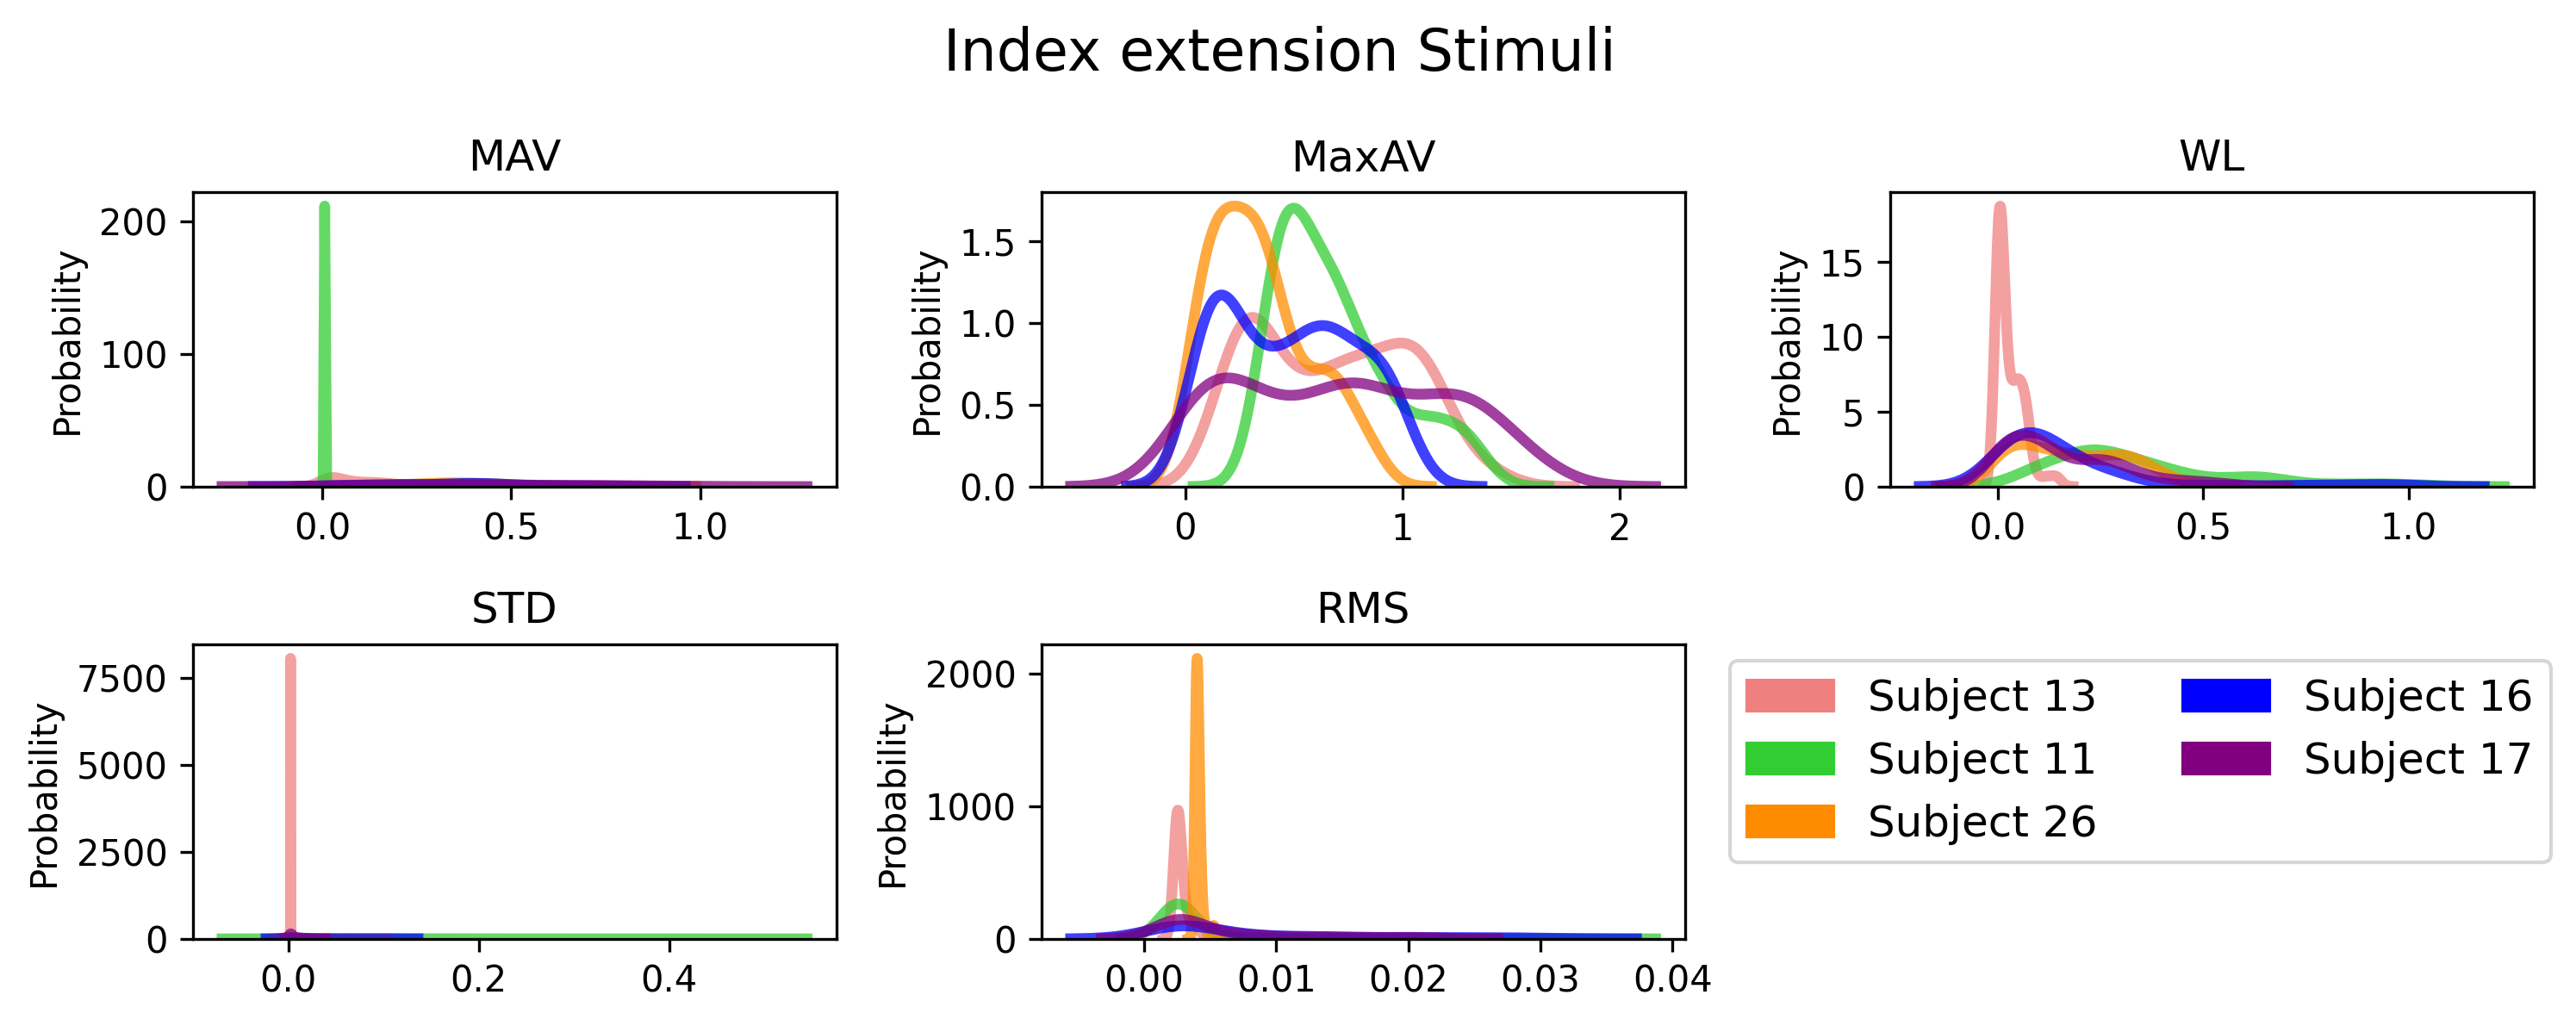 Index extension Stimuli
MAV
Probability
200
100
0
0.0 0.5 1.0
MaxAV
Probability
1.5
1.0
0.5
0.0
0 1 2
WL
Probability
15
10
5
0
0.0 0.5 1.0
STD
Probability
7500
5000
2500
0
0.0 0.2 0.4
RMS
Probability
2000
1000
0
0.00 0.01 0.02 0.03 0.04
Subject 13
Subject 11
Subject 26
Subject 16
Subject 17